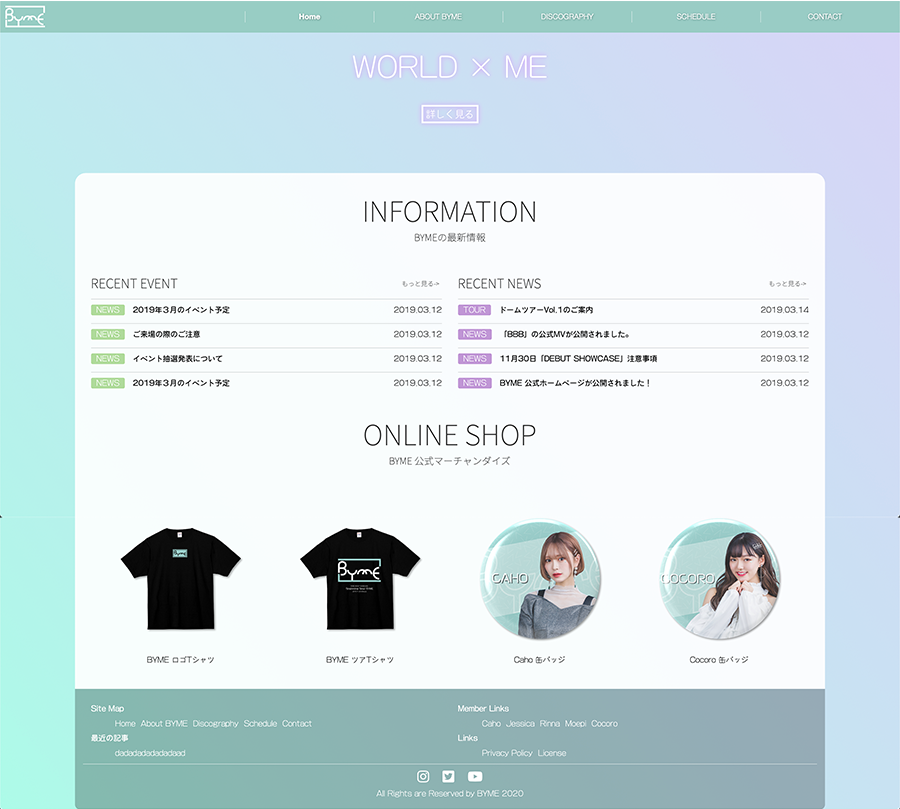 Byme
Home ABOUT BYME DISCOGRAPHY SCHEDULE CONTACT
WORLD × ME
詳しく見る
INFORMATION
BYMEの最新情報
RECENT EVENT もっと見る->
NEWS 2019年3月のイベント予定 2019.03.12
NEWS ご来場の際のご注意 2019.03.12
NEWS イベント抽選発表について 2019.03.12
NEWS 2019年3月のイベント予定 2019.03.12
RECENT NEWS もっと見る->
TOUR ドームツアーVol.1のご案内 2019.03.14
NEWS 「BBB」の公式MVが公開されました。 2019.03.12
NEWS 11月30日「DEBUT SHOWCASE」注意事項 2019.03.12
NEWS BYME 公式ホームページが公開されました！ 2019.03.12
ONLINE SHOP
BYME 公式マーチャンダイズ
Byme
Byme
CAHO
COCORO
BYME ロゴTシャツ
BYME ツアTシャツ
Caho 缶バッジ
Cocoro 缶バッジ
Site Map
Home About BYME Discography Schedule Contact
最近の記事
dadadadadadadaad
Member Links
Caho Jessica Rinna Moepi Cocoro
Links
Privacy Policy License
All Rights are Reserved by BYME 2020